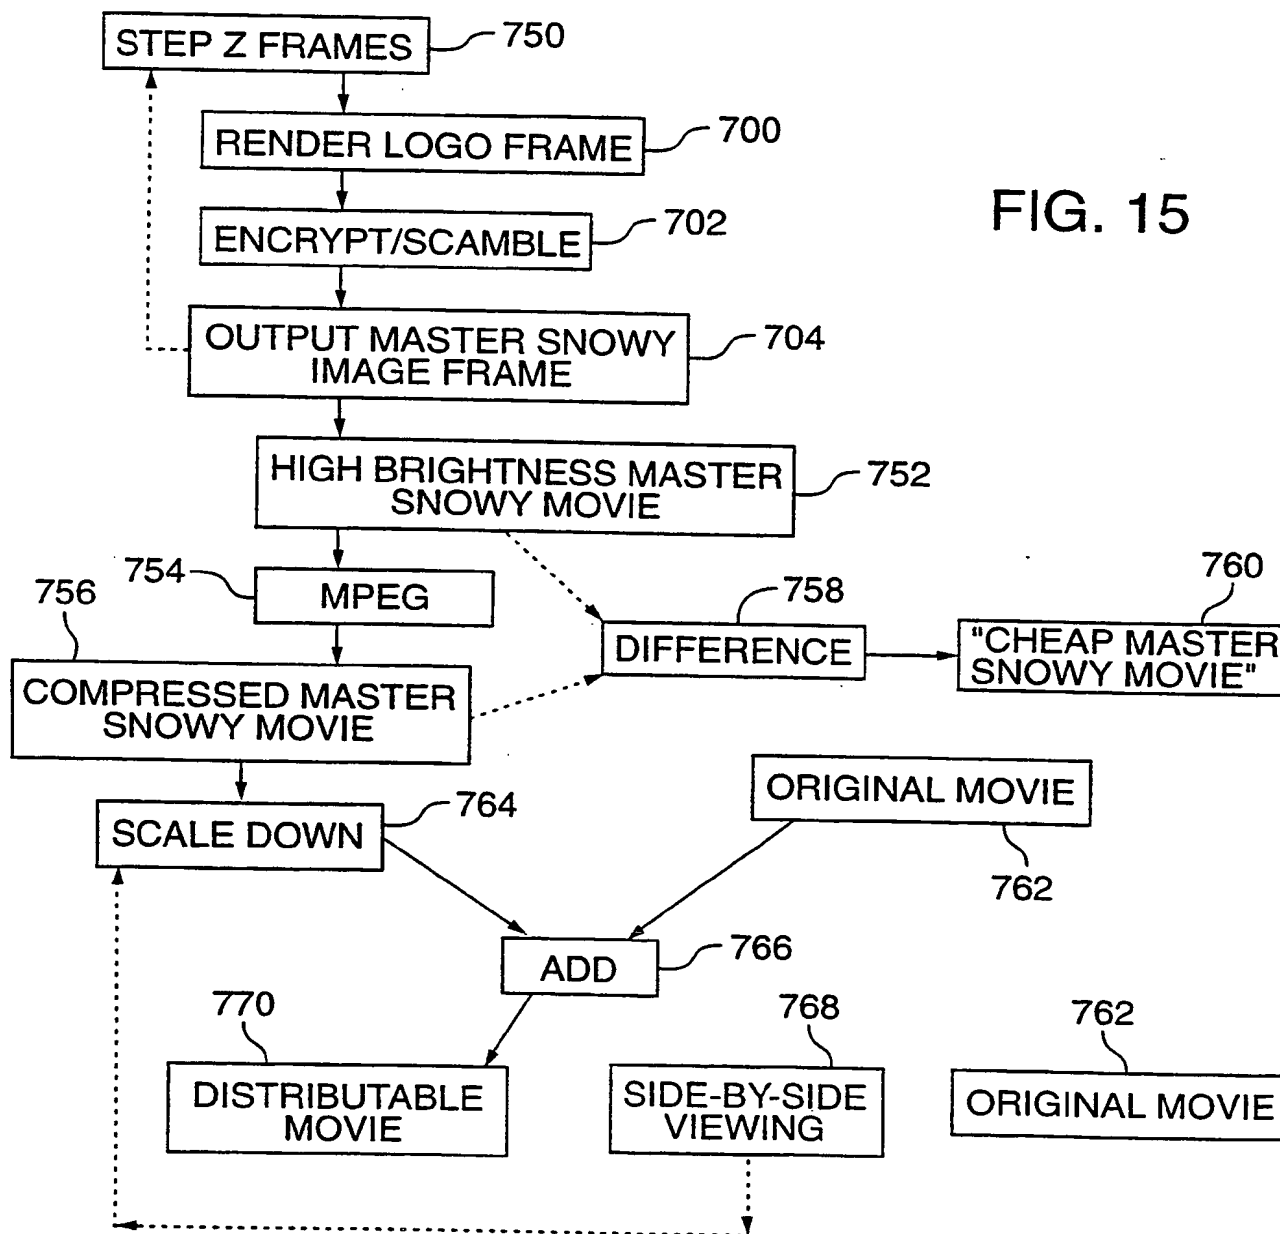 STEP Z FRAMES
750
RENDER LOGO FRAME
700
FIG. 15
ENCRYPT/SCAMBLE
702
OUTPUT MASTER SNOWY
IMAGE FRAME
704
HIGH BRIGHTNESS MASTER
SNOWY MOVIE
752
754
MPEG
756
758
760
DIFFERENCE
"CHEAP MASTER
SNOWY MOVIE"
COMPRESSED MASTER
SNOWY MOVIE
ORIGINAL MOVIE
762
SCALE DOWN
764
ADD
766
770
768
762
DISTRIBUTABLE
MOVIE
SIDE-BY-SIDE
VIEWING
ORIGINAL MOVIE